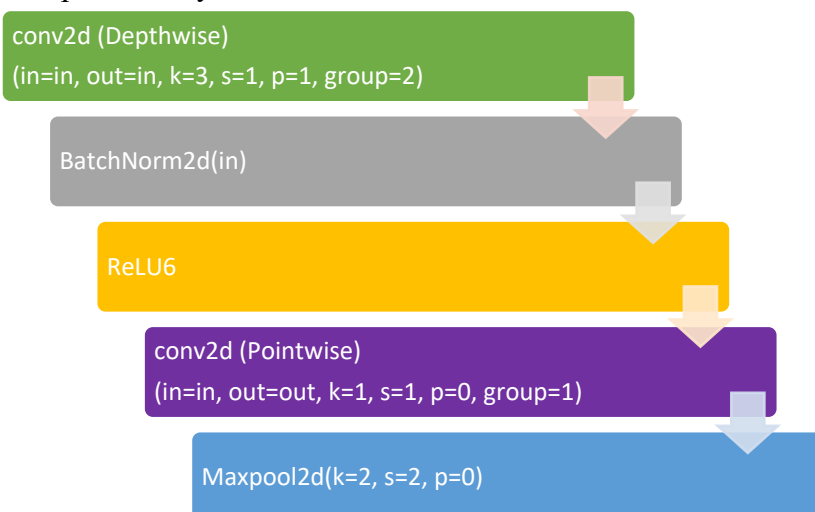 conv2d (Depthwise)
(in=in, out=in, k=3, s=1, p=1, group=2)
BatchNorm2d(in)
ReLU6
conv2d (Pointwise)
(in=in, out=out, k=1, s=1, p=0, group=1)
Maxpool2d(k=2, s=2, p=0)